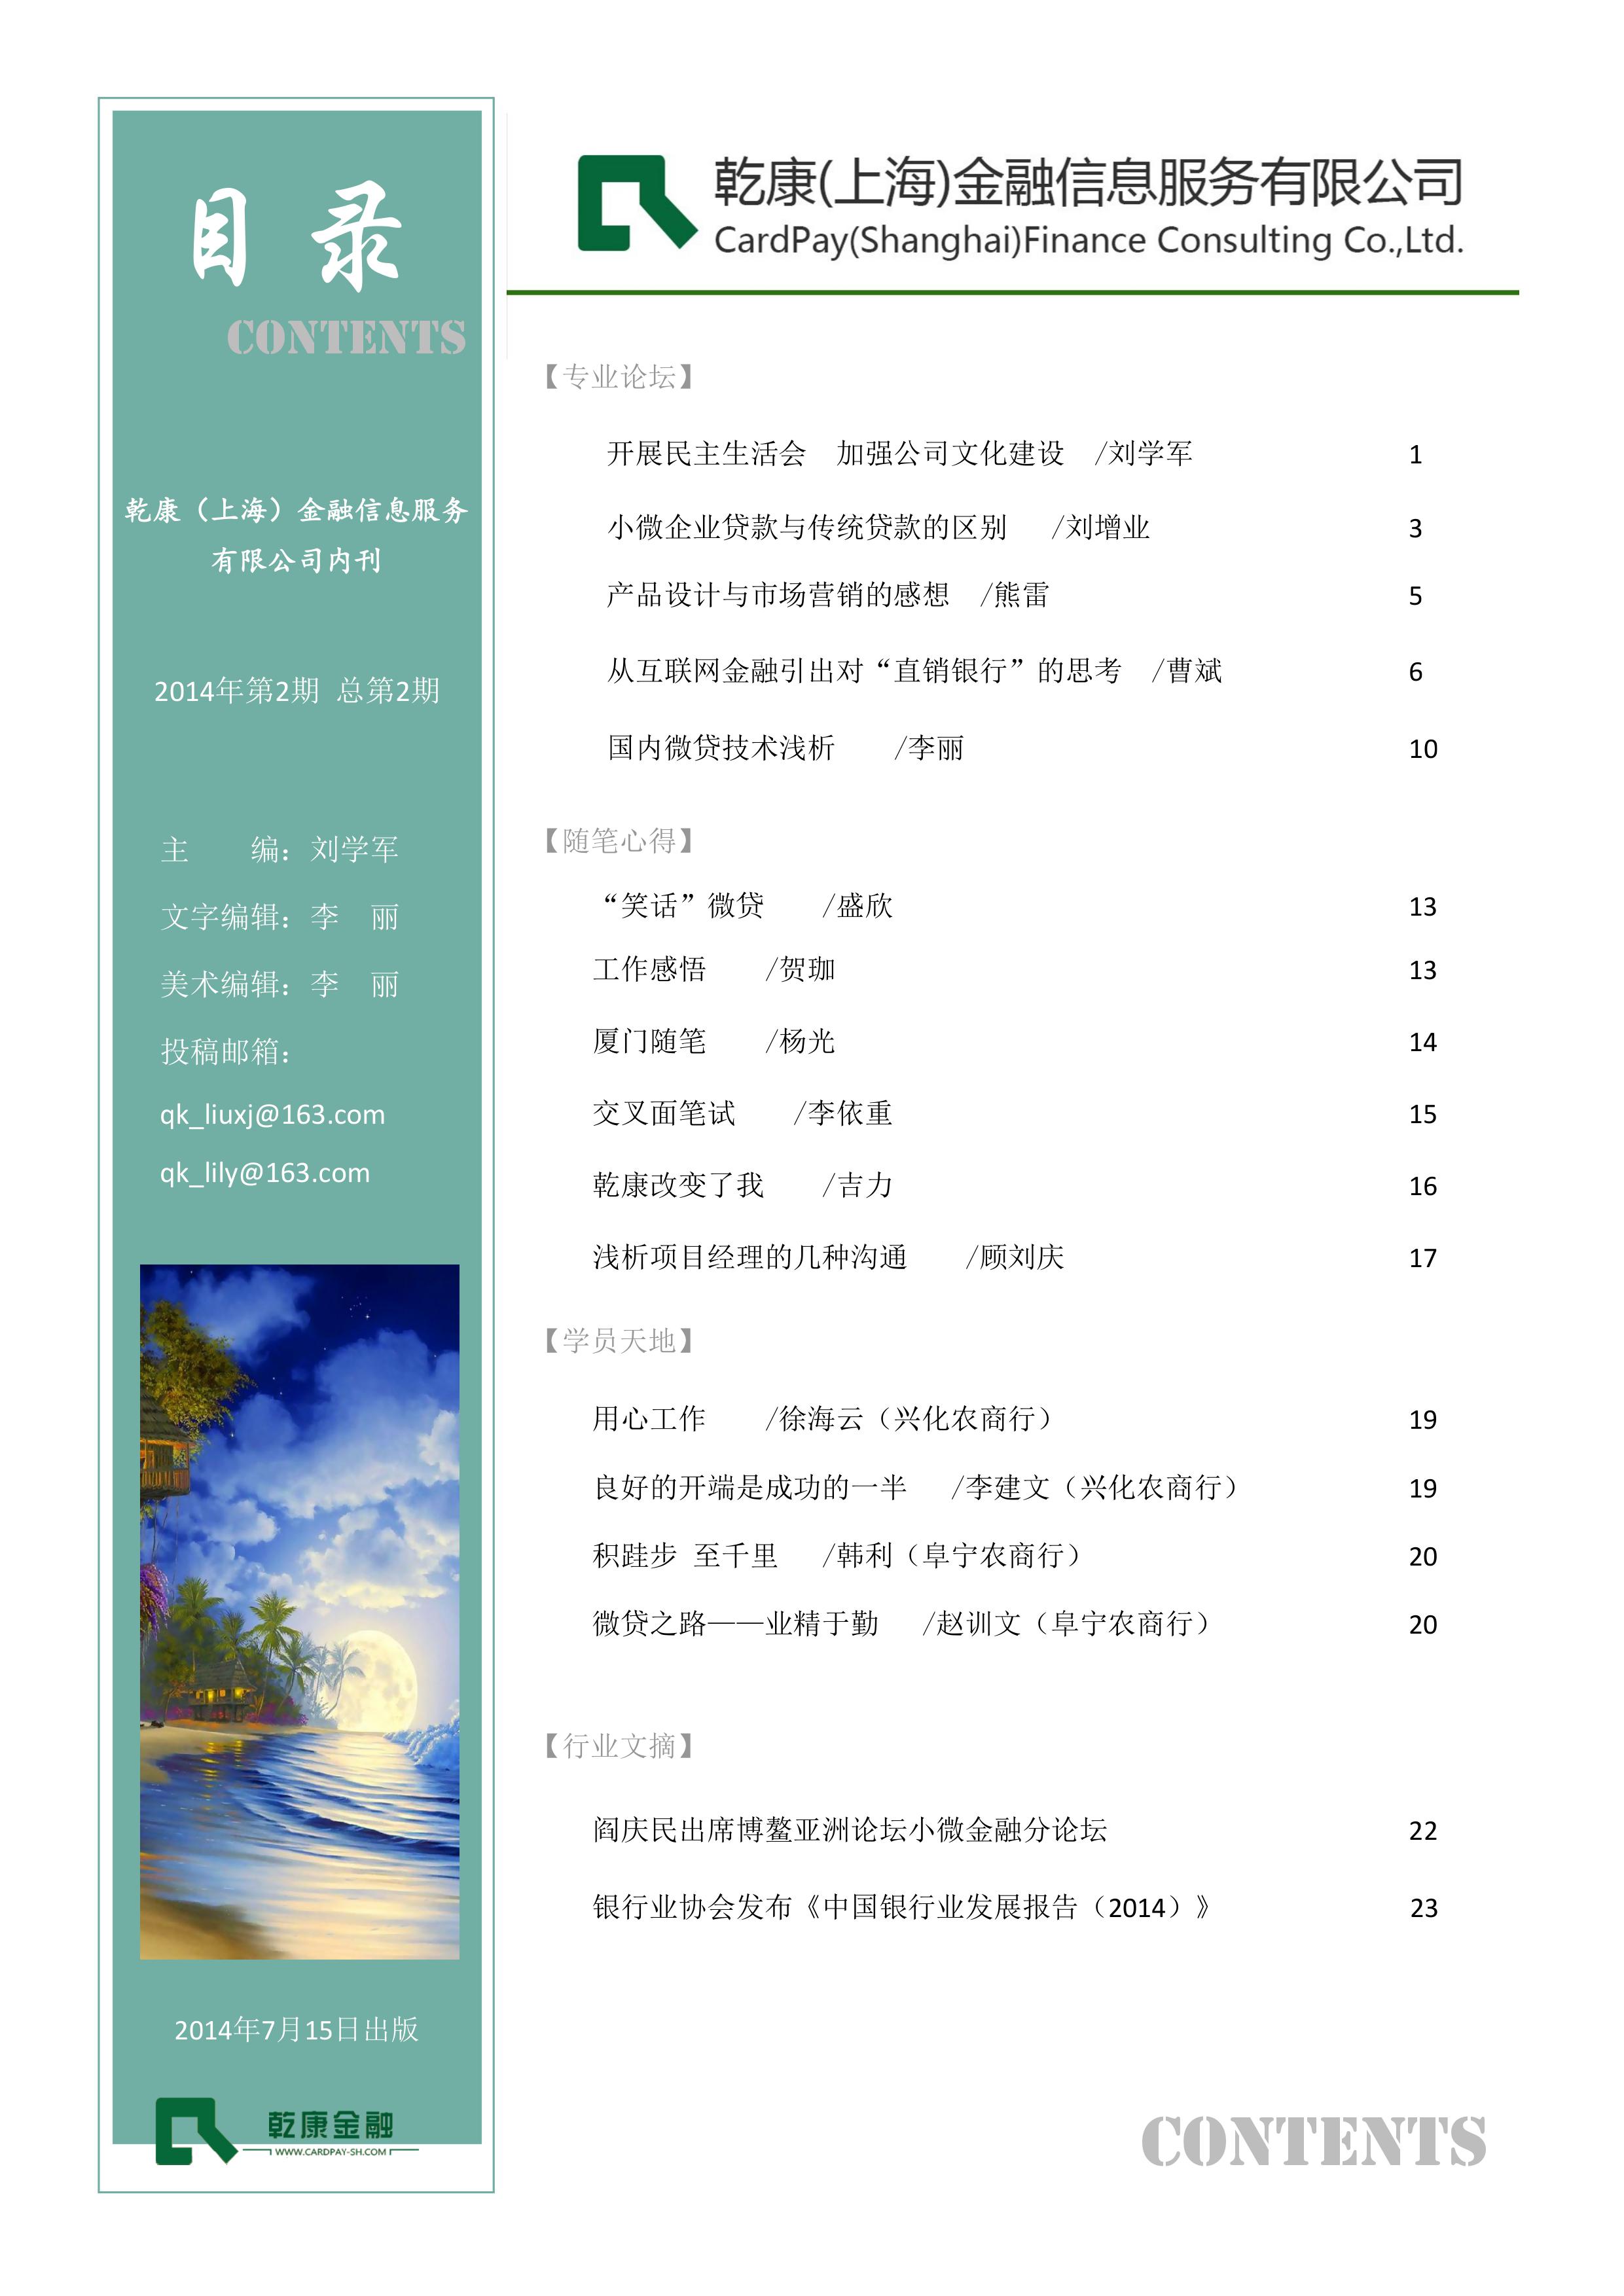 目 录
CONTENTS
乾康（上海）金融信息服务
有限公司内刊
2014年第2期 总第2期
主　　编：刘学军
文字编辑：李　丽
美术编辑：李　丽
投稿邮箱：
qk_liuxj@163.com
qk_lily@163.com
2014年7月15日出版
乾康金融
WWW.CARDPAY-SH.COM
乾康(上海)金融信息服务有限公司
CardPay(Shanghai)Finance Consulting Co.,Ltd.
【专业论坛】
开展民主生活会　加强公司文化建设　/刘学军 1
小微企业贷款与传统贷款的区别　/刘增业 3
产品设计与市场营销的感想　/熊雷 5
从互联网金融引出对“直销银行”的思考　/曹斌 6
国内微贷技术浅析　　/李丽 10
【随笔心得】
“笑话”微贷　　/盛欣 13
工作感悟　　/贺珈 13
厦门随笔　　/杨光 14
交叉面笔试　　/李依重 15
乾康改变了我　　/吉力 16
浅析项目经理的几种沟通　　/顾刘庆 17
【学员天地】
用心工作　　/徐海云（兴化农商行） 19
良好的开端是成功的一半　/李建文（兴化农商行） 19
积跬步 至千里　/韩利（阜宁农商行） 20
微贷之路——业精于勤　/赵训文（阜宁农商行） 20
【行业文摘】
阎庆民出席博鳌亚洲论坛小微金融分论坛 22
银行业协会发布《中国银行业发展报告（2014）》 23
CONTENTS